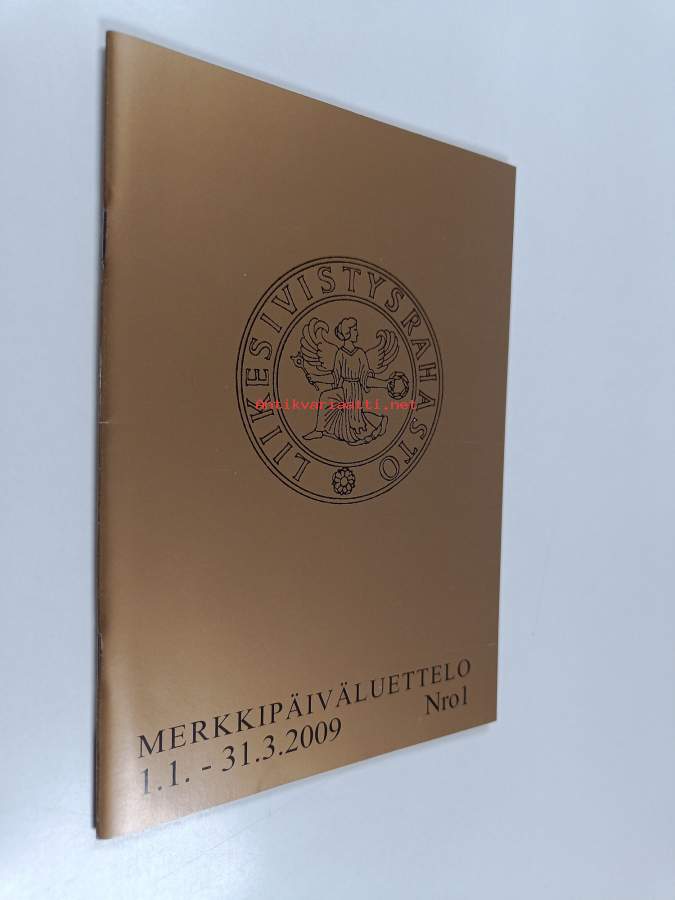 LIIKESIVISTYSRAHASTO
Antikvariaatti.net
MERKKIPÄIVÄLUETTELO
1.1. - 31.3.2009 Nro1